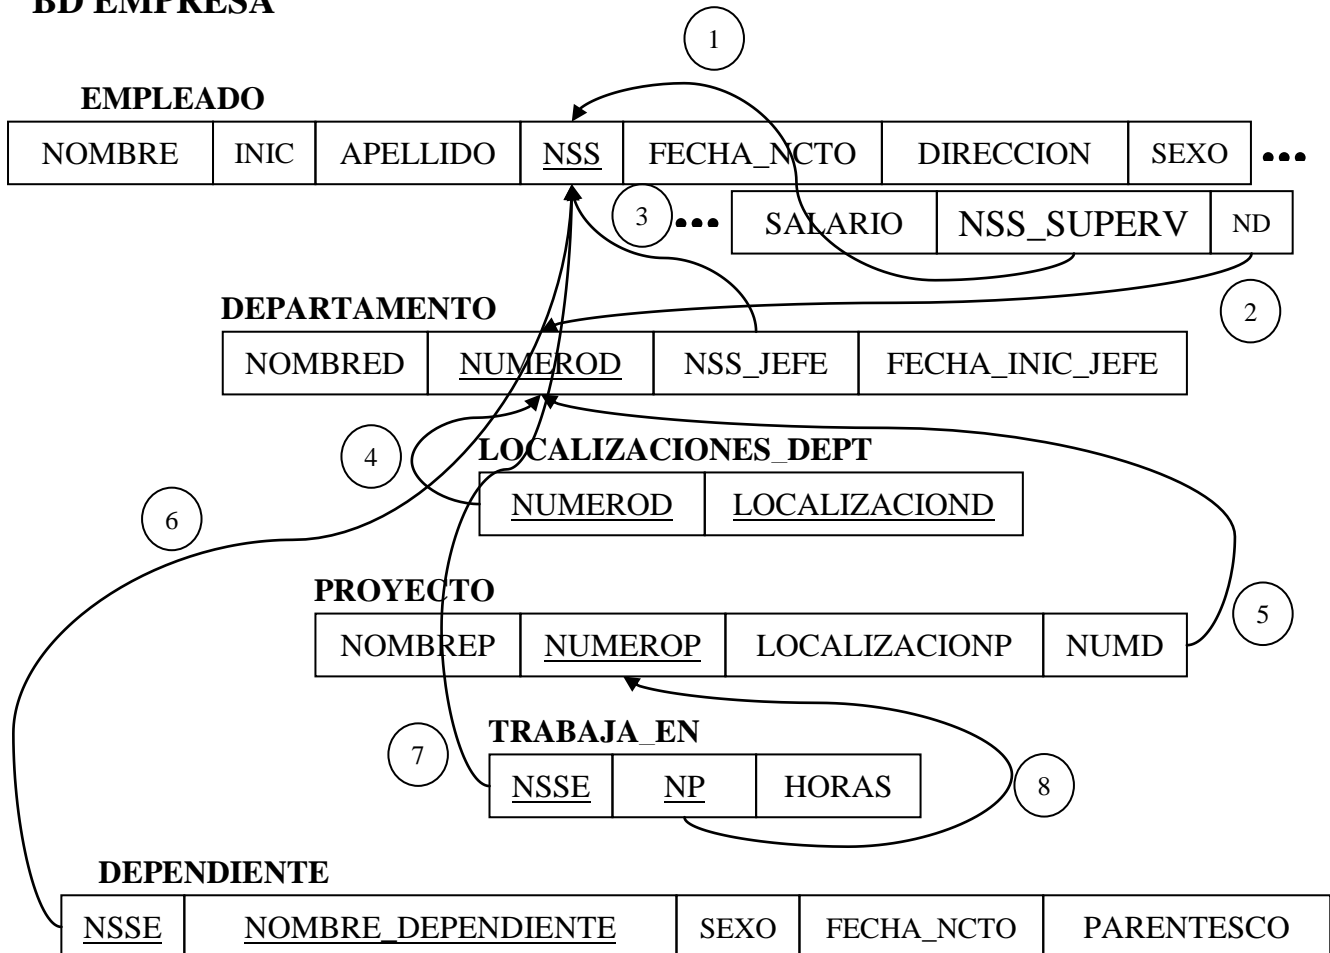 BD EMPRESA
1
EMPLEADO
NOMBRE INIC APELLIDO NSS FECHA_NCTO DIRECCION SEXO •••
3 ••• SALARIO NSS_SUPERV ND
2
DEPARTAMENTO
NOMBRED NUMEROD NSS_JEFE FECHA_INIC_JEFE
4
LOCALIZACIONES_DEPT
NUMEROD LOCALIZACIOND
6
PROYECTO
5
NOMBREP NUMEROP LOCALIZACIONP NUMD
TRABAJA_EN
7
NSSE NP HORAS
8
DEPENDIENTE
NSSE NOMBRE_DEPENDIENTE SEXO FECHA_NCTO PARENTESCO